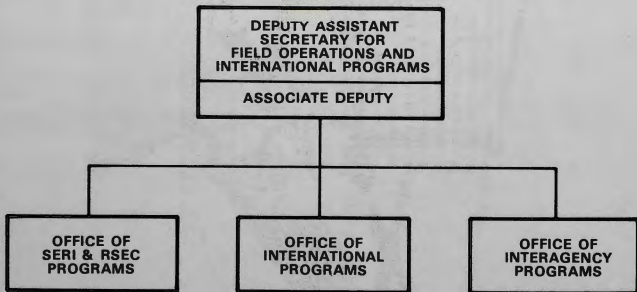 DEPUTY ASSISTANT
SECRETARY FOR
FIELD OPERATIONS AND
INTERNATIONAL PROGRAMS
ASSOCIATE DEPUTY
OFFICE OF
SERI & RSEC
PROGRAMS
OFFICE OF
INTERNATIONAL
PROGRAMS
OFFICE OF
INTERAGENCY
PROGRAMS